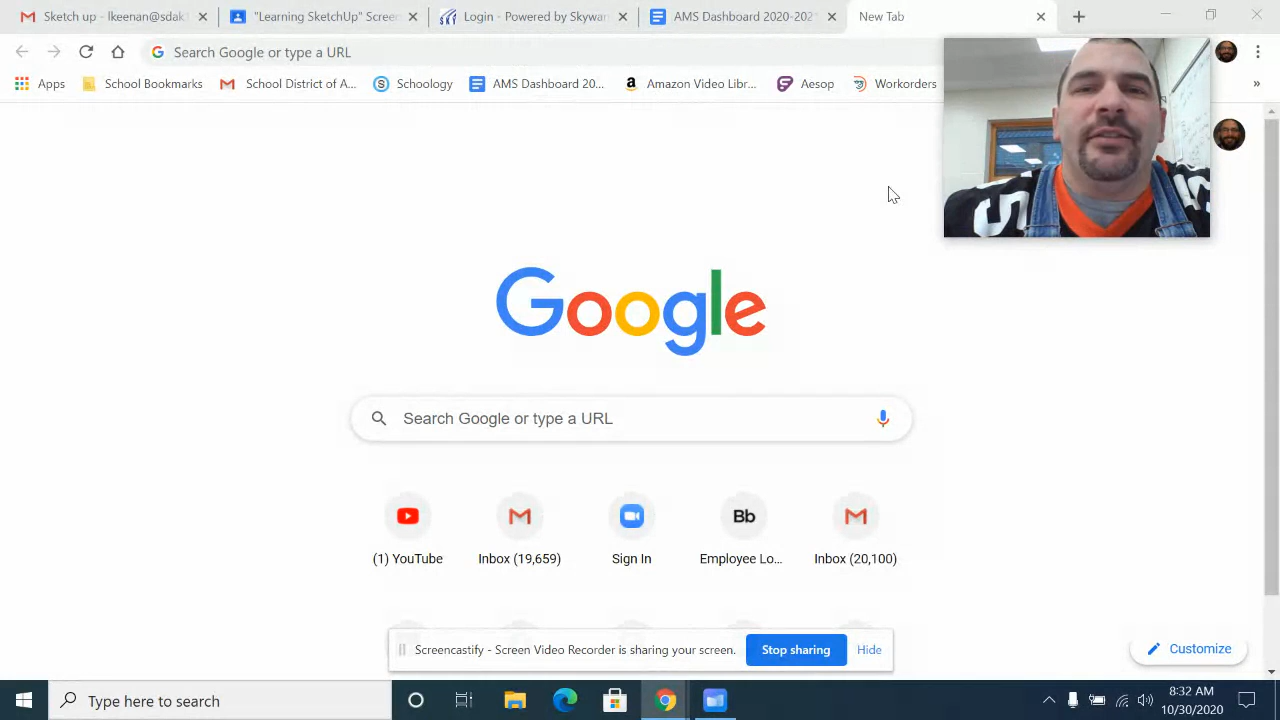 Sketch up - lkeenan@sdak
"Learning SketchUp" Scree
Login - Powered by Skywar
AMS Dashboard 2020-202
New Tab
Search Google or type a URL
Apps
School Bookmarks
School District of A...
Schoology
AMS Dashboard 20...
Amazon Video Libr...
Aesop
Workorders
»
Google
Search Google or type a URL
(1) YouTube
Inbox (19,659)
Sign In
Bb
Employee Lo...
Inbox (20,100)
Screencastify - Screen Video Recorder is sharing your screen.
Stop sharing
Hide
Customize
Type here to search
8:32 AM
10/30/2020